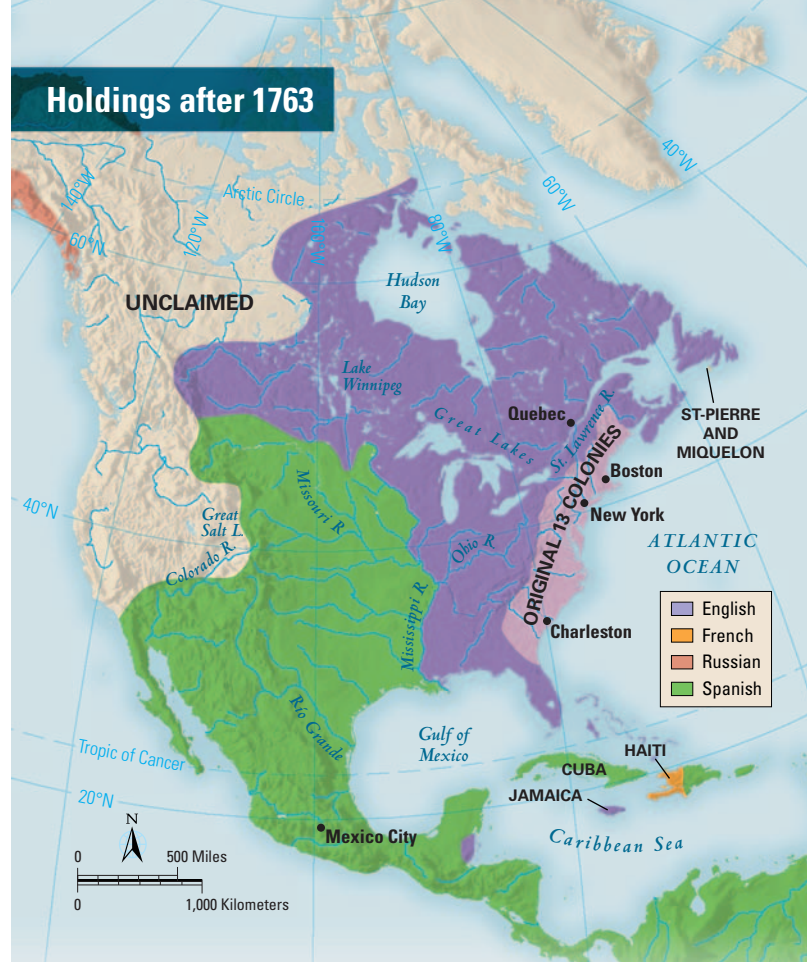 Holdings after 1763
40°W
60°W
80°W
Arctic Circle
140°W
120°W
60°N
Hudson
Bay
UNCLAIMED
Lake
Winnipeg
Great Lakes
Quebec
St. Lawrence R.
ST-PIERRE
AND
MIQUELON
ORIGINAL 13 COLONIES
Boston
New York
Missouri R
40°N
Great
Salt L.
Colorado R.
Ohio R
ATLANTIC
OCEAN
Mississippi R.
Charleston
English
French
Russian
Spanish
Río Grande
Gulf of
Mexico
Tropic of Cancer
HAITI
CUBA
JAMAICA
20°N
Caribbean Sea
N
Mexico City
0
500 Miles
0
1,000 Kilometers